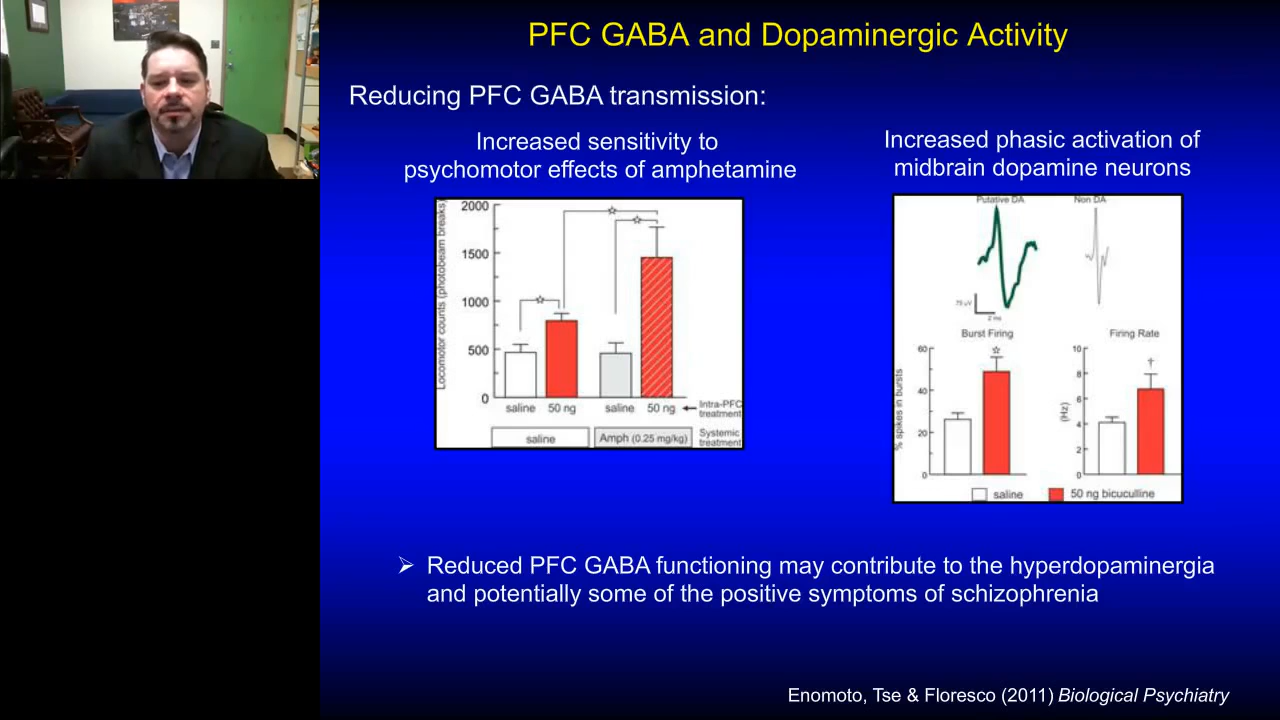 PFC GABA and Dopaminergic Activity
Reducing PFC GABA transmission:
Increased sensitivity to
psychomotor effects of amphetamine
Locomotor counts (photobeam breaks)
2000
1500
1000
500
0
saline 50 ng saline 50 ng
Intra-PFC
treatment
saline Amph (0.25 mg/kg)
Systemic
treatment
Increased phasic activation of
midbrain dopamine neurons
Putative DA Non DA
75 uV
2 ms
Burst Firing
% spikes in bursts
60
40
20
0
Firing Rate
(Hz)
10
8
6
4
2
0
saline 50 ng bicuculline
➢ Reduced PFC GABA functioning may contribute to the hyperdopaminergia
and potentially some of the positive symptoms of schizophrenia
Enomoto, Tse & Floresco (2011) Biological Psychiatry